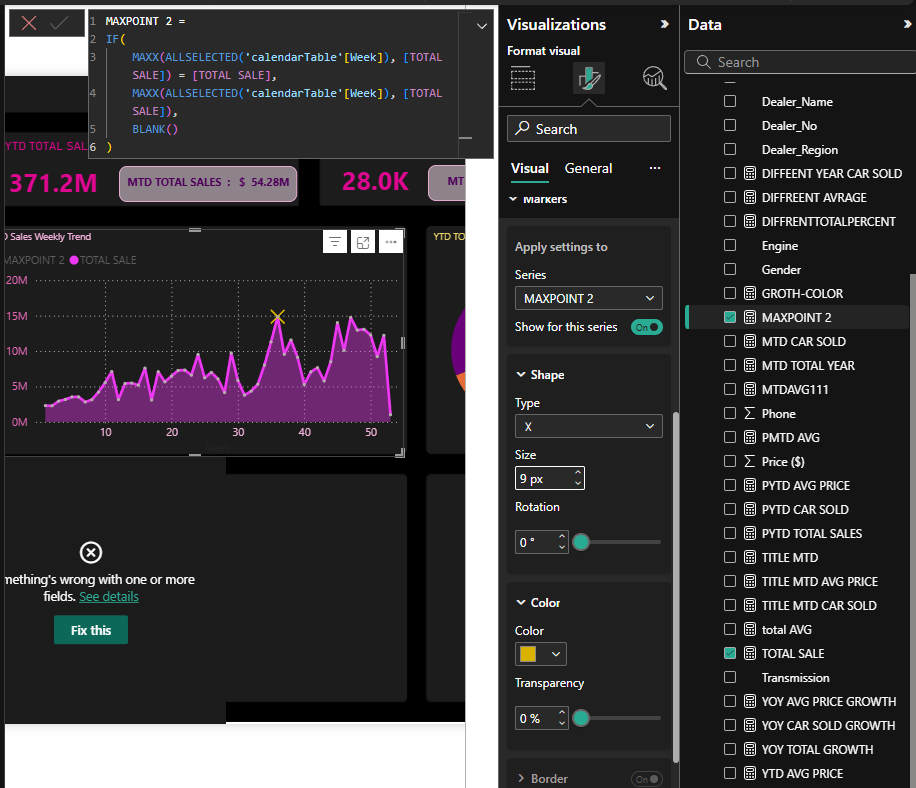 1 MAXPOINT 2 =
2 IF(
3 MAXX(ALLSELECTED('calendarTable'[Week]), [TOTAL
SALE]) = [TOTAL SALE],
4 MAXX(ALLSELECTED('calendarTable'[Week]), [TOTAL
SALE]),
5 BLANK()
6 )
PYTD TOTAL SAL
371.2M
MTD TOTAL SALES : $ 54.28M
28.0K
MT
D Sales Weekly Trend
MAXPOINT 2 TOTAL SALE
20M
15M
10M
5M
0M
10 20 30 40 50
YTD TO
mething's wrong with one or more
fields. See details
Fix this
Visualizations
Format visual
Search
Visual General
Markers
Apply settings to
Series
MAXPOINT 2
Show for this series On
Shape
Type
X
Size
9 px
Rotation
0 °
Color
Color
Transparency
0 %
Border On
Data
Search
Dealer_Name
Dealer_No
Dealer_Region
DIFFEENT YEAR CAR SOLD
DIFFREENT AVRAGE
DIFFRENTTOTALPERCENT
Engine
Gender
GROTH-COLOR
MAXPOINT 2
MTD CAR SOLD
MTD TOTAL YEAR
MTDAVG111
Phone
PMTD AVG
Price ($)
PYTD AVG PRICE
PYTD CAR SOLD
PYTD TOTAL SALES
TITLE MTD
TITLE MTD AVG PRICE
TITLE MTD CAR SOLD
total AVG
TOTAL SALE
Transmission
YOY AVG PRICE GROWTH
YOY CAR SOLD GROWTH
YOY TOTAL GROWTH
YTD AVG PRICE